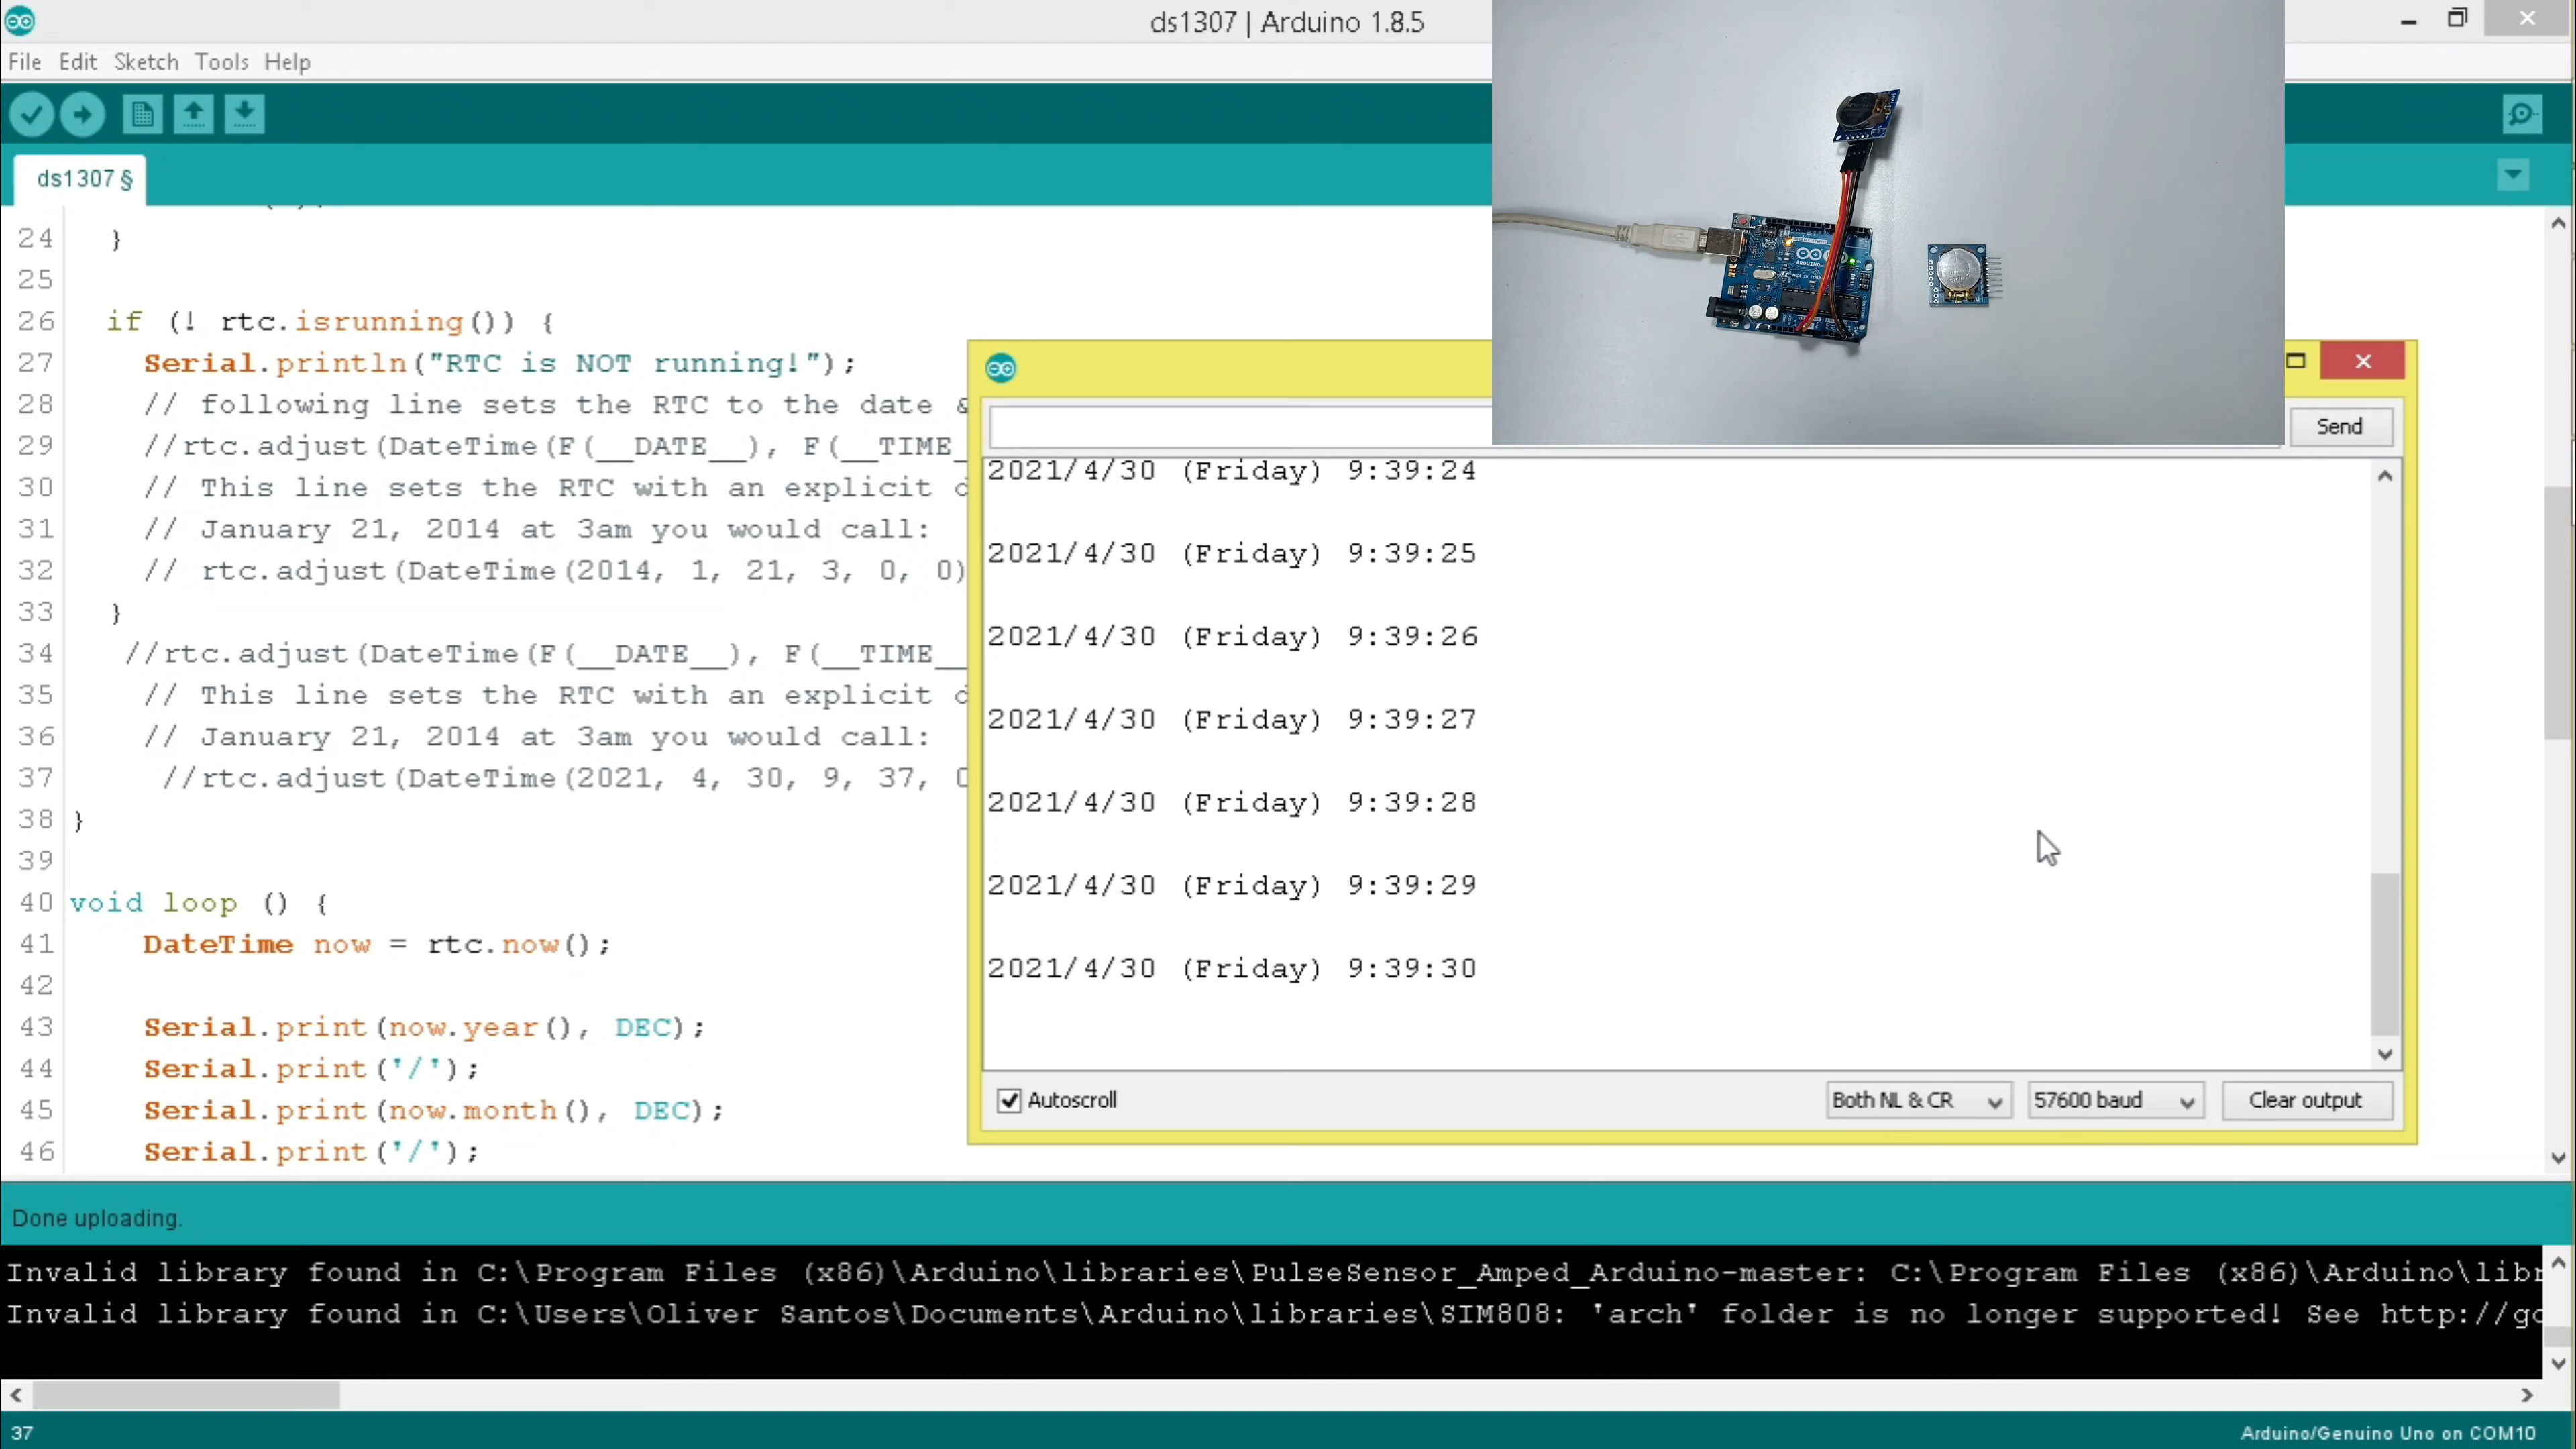 ds1307 | Arduino 1.8.5
File Edit Sketch Tools Help
ds1307 §
24 }
25
26 if (! rtc.isrunning()) {
27 Serial.println("RTC is NOT running!");
28 // following line sets the RTC to the date &
29 //rtc.adjust(DateTime(F(__DATE__), F(__TIME_
30 // This line sets the RTC with an explicit d
31 // January 21, 2014 at 3am you would call:
32 // rtc.adjust(DateTime(2014, 1, 21, 3, 0, 0)
33 }
34 //rtc.adjust(DateTime(F(__DATE__), F(__TIME__
35 // This line sets the RTC with an explicit d
36 // January 21, 2014 at 3am you would call:
37 //rtc.adjust(DateTime(2021, 4, 30, 9, 37, 0
38 }
39
40 void loop () {
41 DateTime now = rtc.now();
42
43 Serial.print(now.year(), DEC);
44 Serial.print('/');
45 Serial.print(now.month(), DEC);
46 Serial.print('/');
Send
2021/4/30 (Friday) 9:39:24
2021/4/30 (Friday) 9:39:25
2021/4/30 (Friday) 9:39:26
2021/4/30 (Friday) 9:39:27
2021/4/30 (Friday) 9:39:28
2021/4/30 (Friday) 9:39:29
2021/4/30 (Friday) 9:39:30
Autoscroll Both NL & CR 57600 baud Clear output
Done uploading.
Invalid library found in C:\Program Files (x86)\Arduino\libraries\PulseSensor_Amped_Arduino-master: C:\Program Files (x86)\Arduino\libr
Invalid library found in C:\Users\Oliver Santos\Documents\Arduino\libraries\SIM808: 'arch' folder is no longer supported! See http://go
37 Arduino/Genuino Uno on COM10